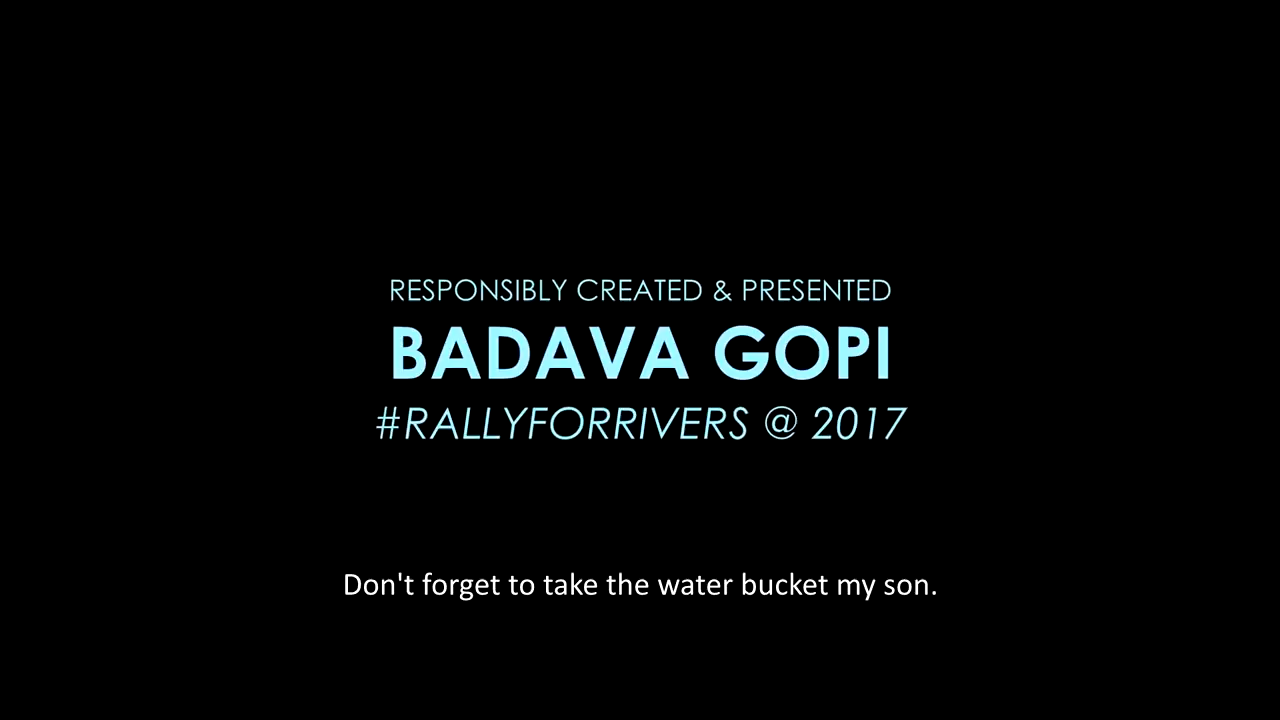 RESPONSIBLY CREATED & PRESENTED
BADAVA GOPI
#RALLYFORRIVERS @ 2017
Don't forget to take the water bucket my son.